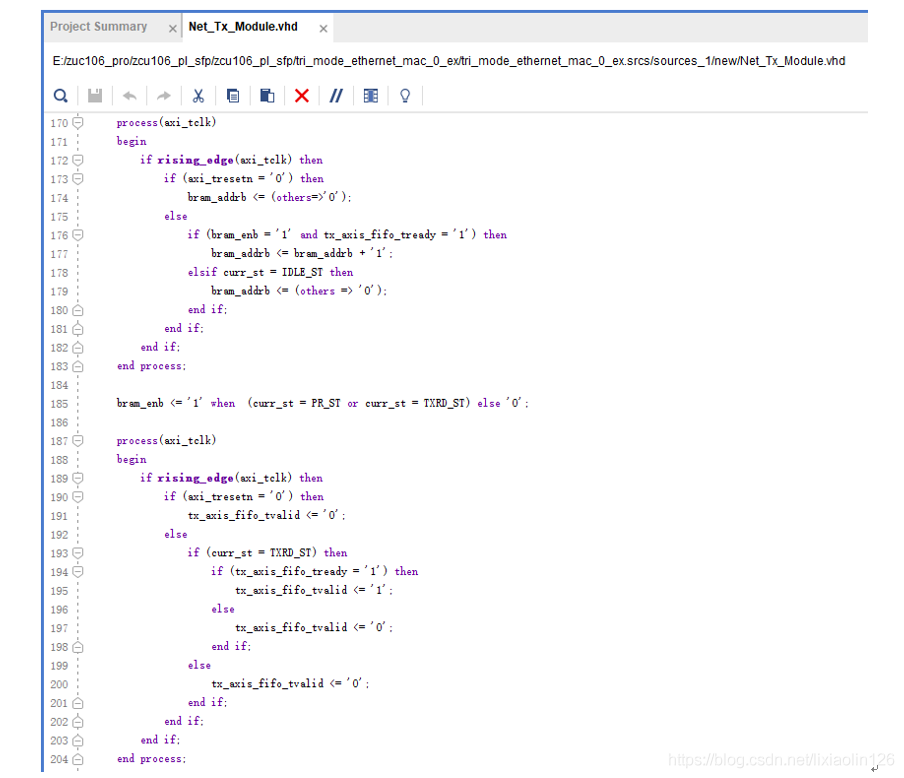 Project Summary × Net_Tx_Module.vhd ×
E:/zuc106_pro/zcu106_pl_sfp/zcu106_pl_sfp/tri_mode_ethernet_mac_0_ex/tri_mode_ethernet_mac_0_ex.srcs/sources_1/new/Net_Tx_Module.vhd
170 process(axi_tclk)
171 begin
172 if rising_edge(axi_tclk) then
173 if (axi_tresetn = '0') then
174 bram_addrb <= (others=>'0');
175 else
176 if (bram_enb = '1' and tx_axis_fifo_tready = '1') then
177 bram_addrb <= bram_addrb + '1';
178 elsif curr_st = IDLE_ST then
179 bram_addrb <= (others => '0');
180 end if;
181 end if;
182 end if;
183 end process;
184
185 bram_enb <= '1' when (curr_st = PR_ST or curr_st = TXRD_ST) else '0';
186
187 process(axi_tclk)
188 begin
189 if rising_edge(axi_tclk) then
190 if (axi_tresetn = '0') then
191 tx_axis_fifo_tvalid <= '0';
192 else
193 if (curr_st = TXRD_ST) then
194 if (tx_axis_fifo_tready = '1') then
195 tx_axis_fifo_tvalid <= '1';
196 else
197 tx_axis_fifo_tvalid <= '0';
198 end if;
199 else
200 tx_axis_fifo_tvalid <= '0';
201 end if;
202 end if;
203 end if;
204 end process;
https://blog.csdn.net/lixiaolin126